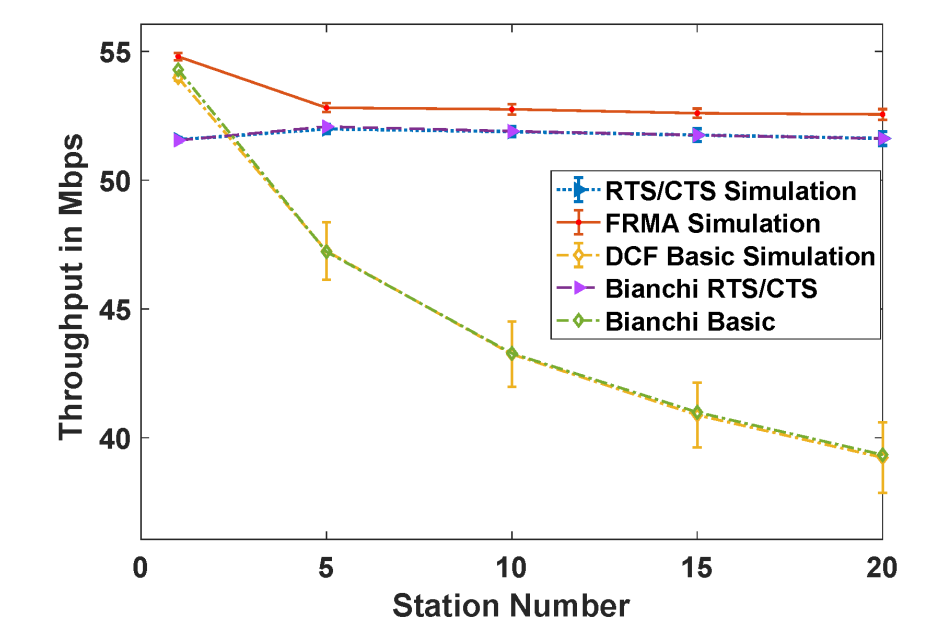 55
50
45
40
Throughput in Mbps
RTS/CTS Simulation
FRMA Simulation
DCF Basic Simulation
Bianchi RTS/CTS
Bianchi Basic
0 5 10 15 20
Station Number